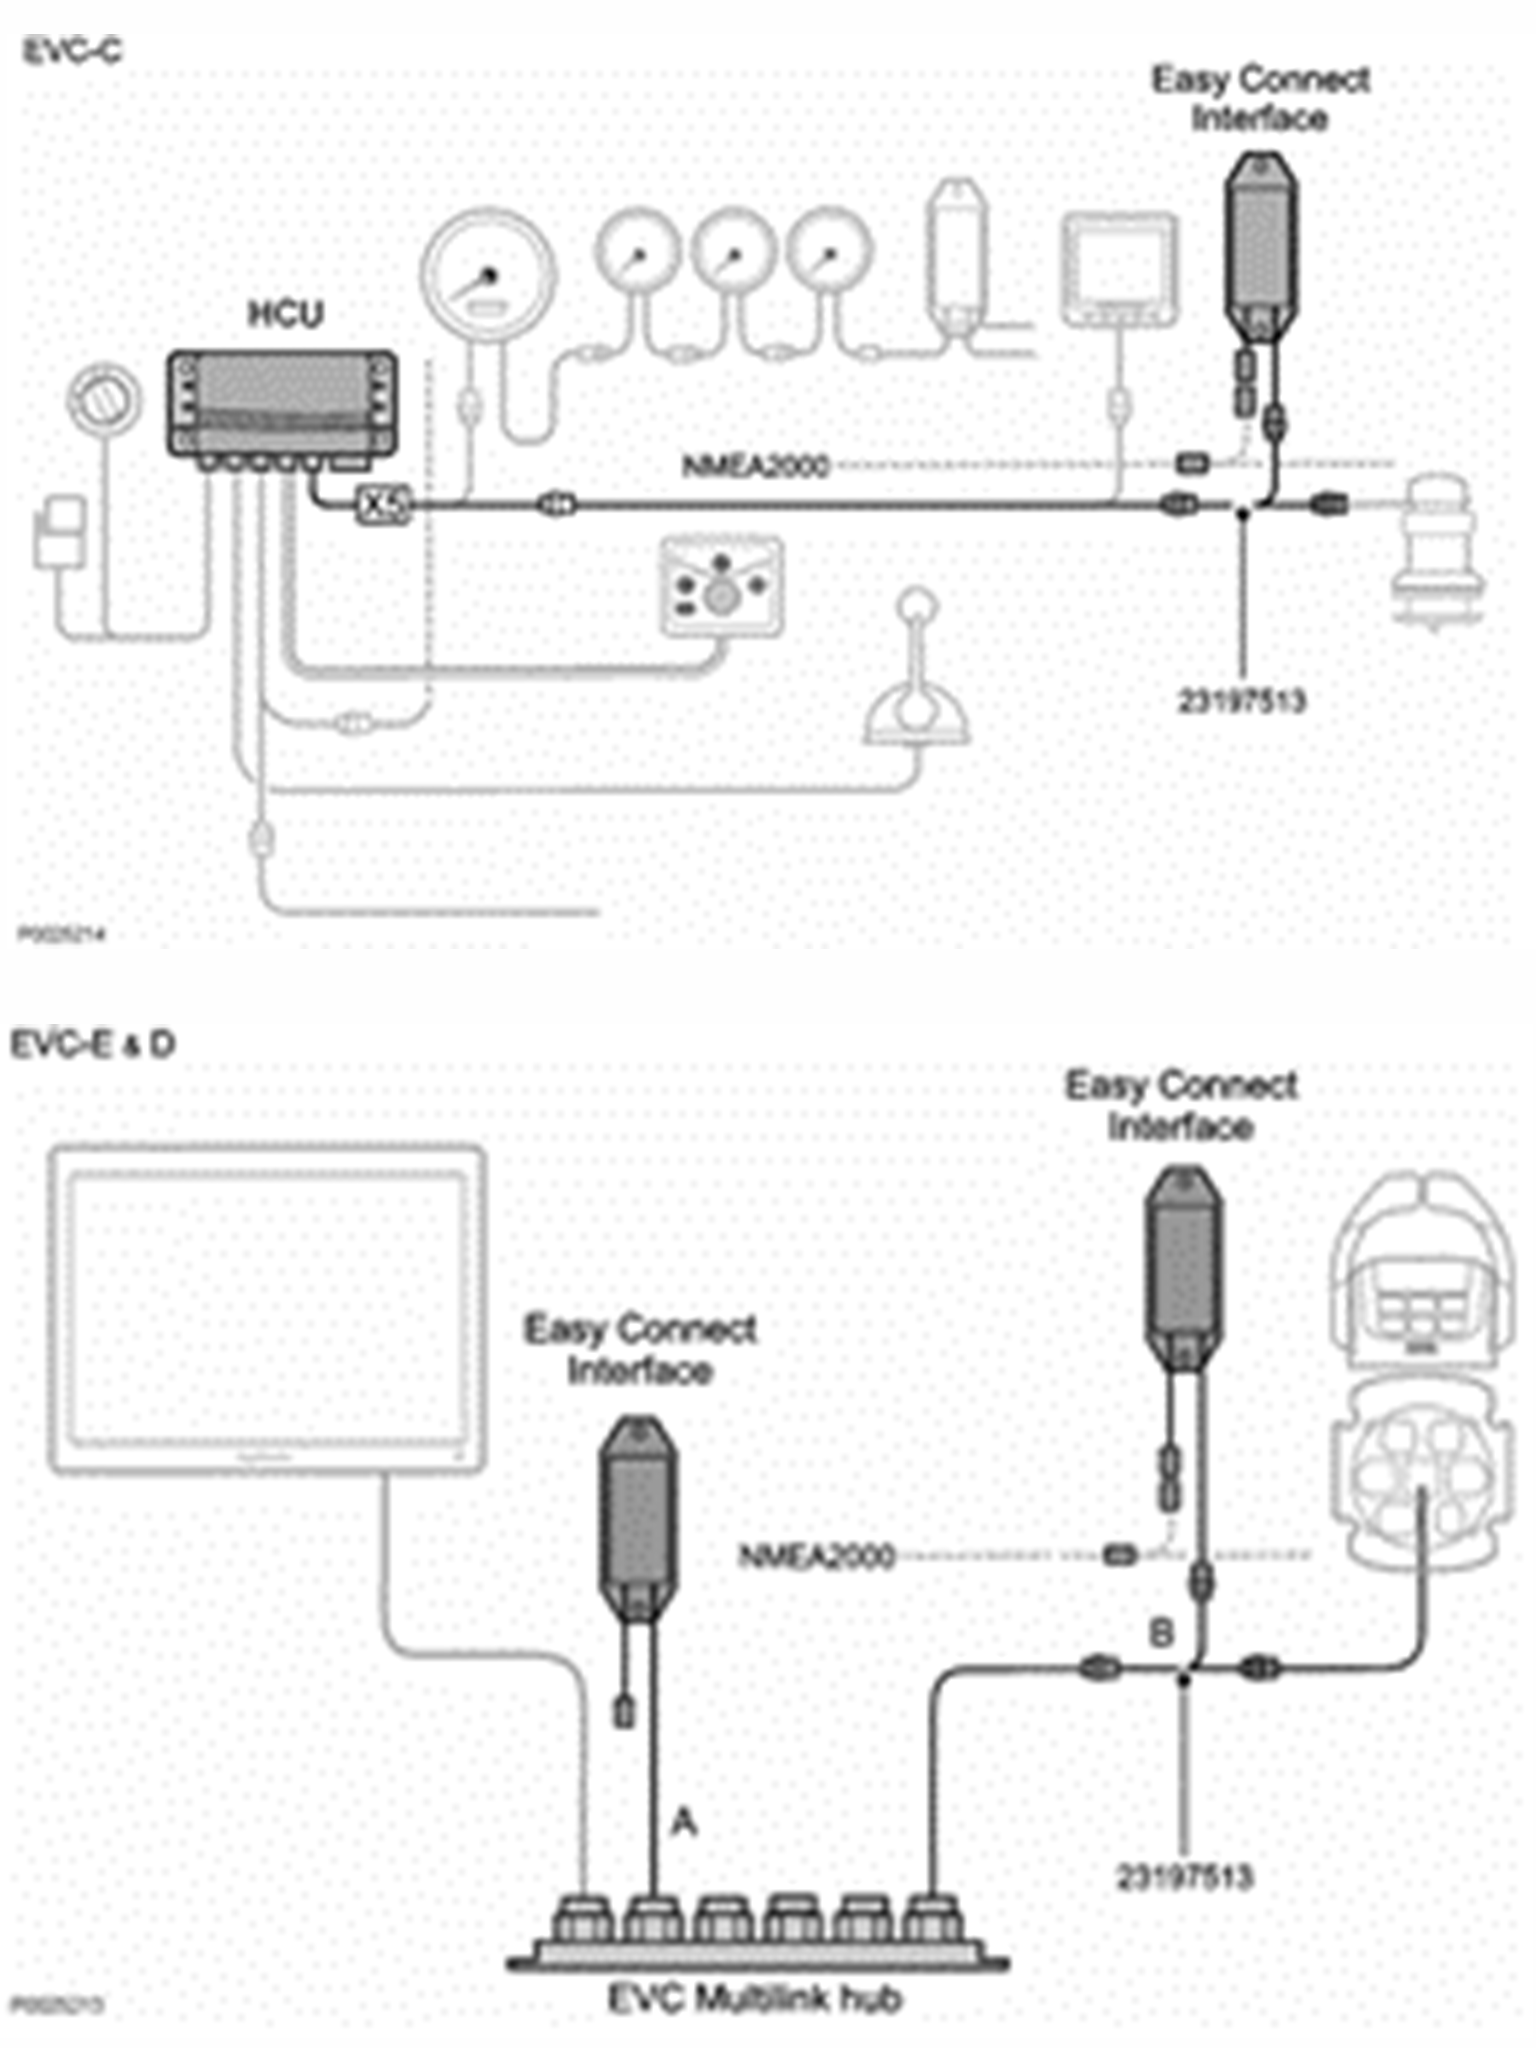 EVC-C
Easy Connect
Interface
HCU
NMEA2000
X5
23197513
P0025214
EVC-E & D
Easy Connect
Interface
Easy Connect
Interface
NMEA2000
B
A
23197513
EVC Multilink hub